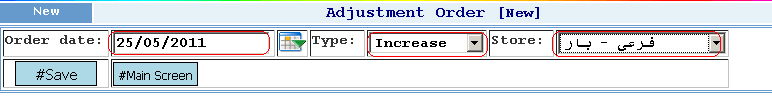 New Adjustment Order [New]
Order date: 25/05/2011 Type: Increase Store: فرعي - بار
#Save #Main Screen